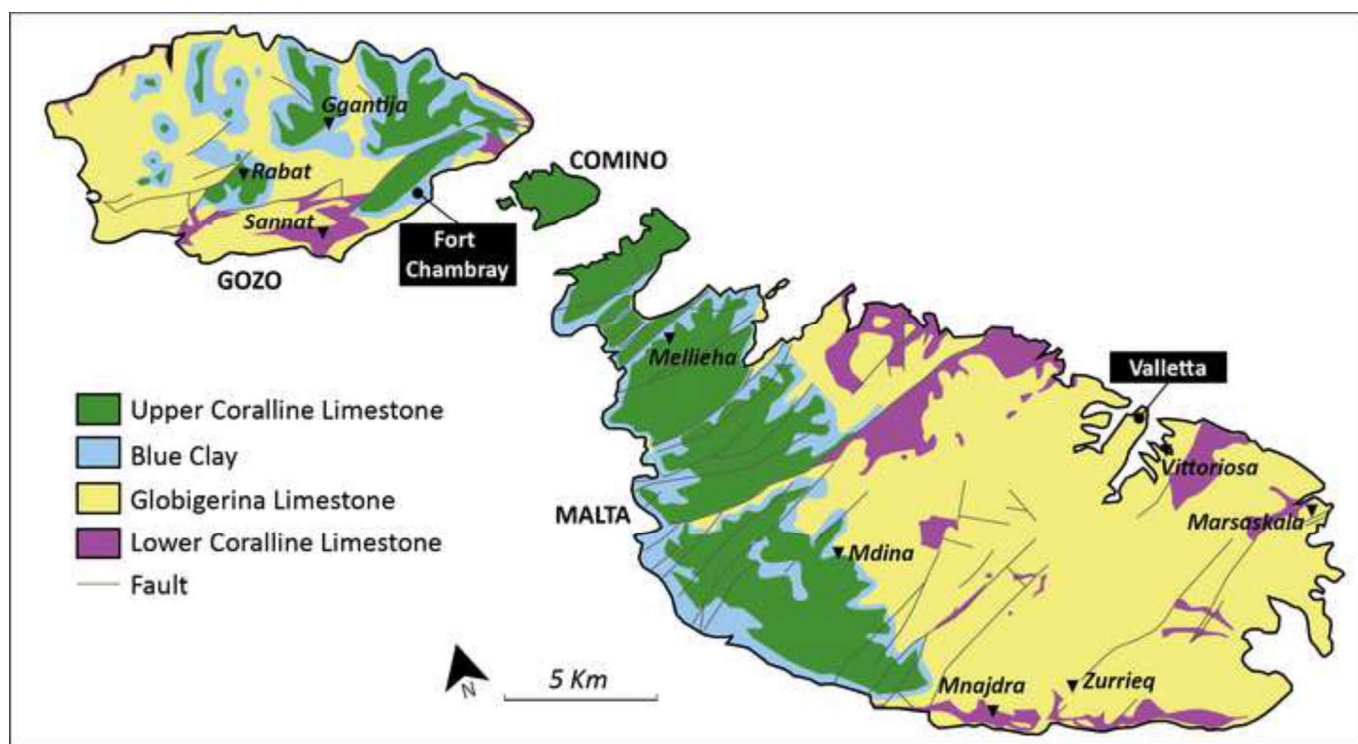 Ggantija
COMINO
Rabat
Sannat
Fort
Chambray
GOZO
Mellieha
Valletta
Upper Coralline Limestone
Blue Clay
Vittoriosa
Globigerina Limestone
MALTA
Marsaskala
Lower Coralline Limestone
Mdina
Fault
N
5 Km
Mnajdra
Zurrieq